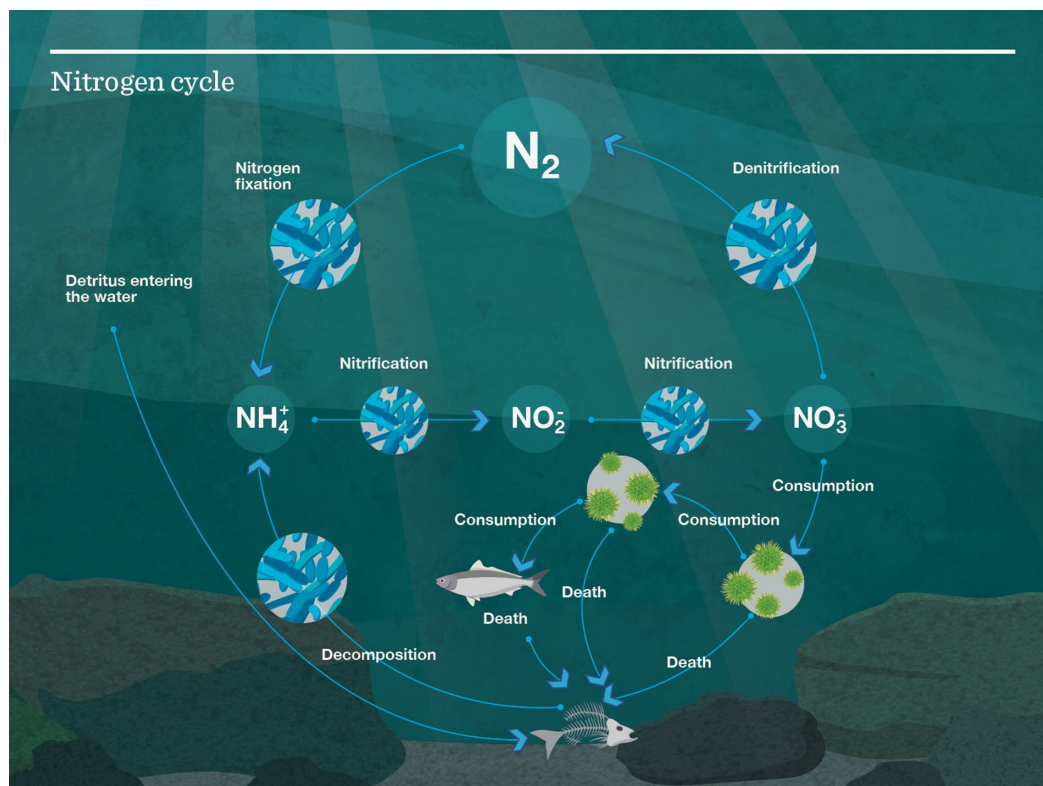 Nitrogen cycle
N₂
Nitrogen
fixation
Denitrification
Detritus entering
the water
Nitrification
Nitrification
NH₄⁺
NO₂⁻
NO₃⁻
Consumption
Consumption
Consumption
Death
Death
Decomposition
Death